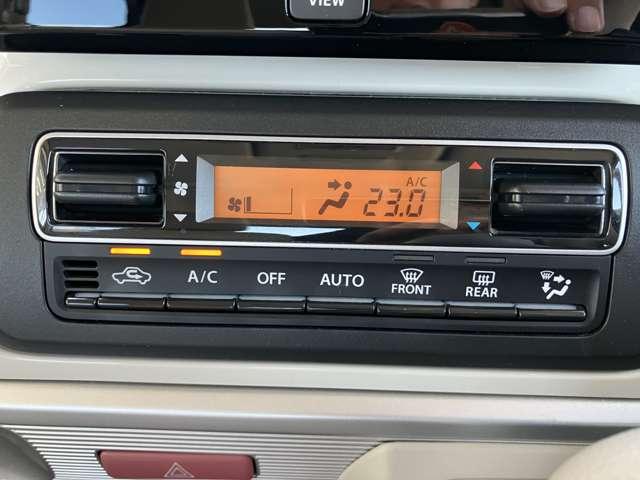 VIEW
A/C
23.0
A/C OFF AUTO FRONT REAR